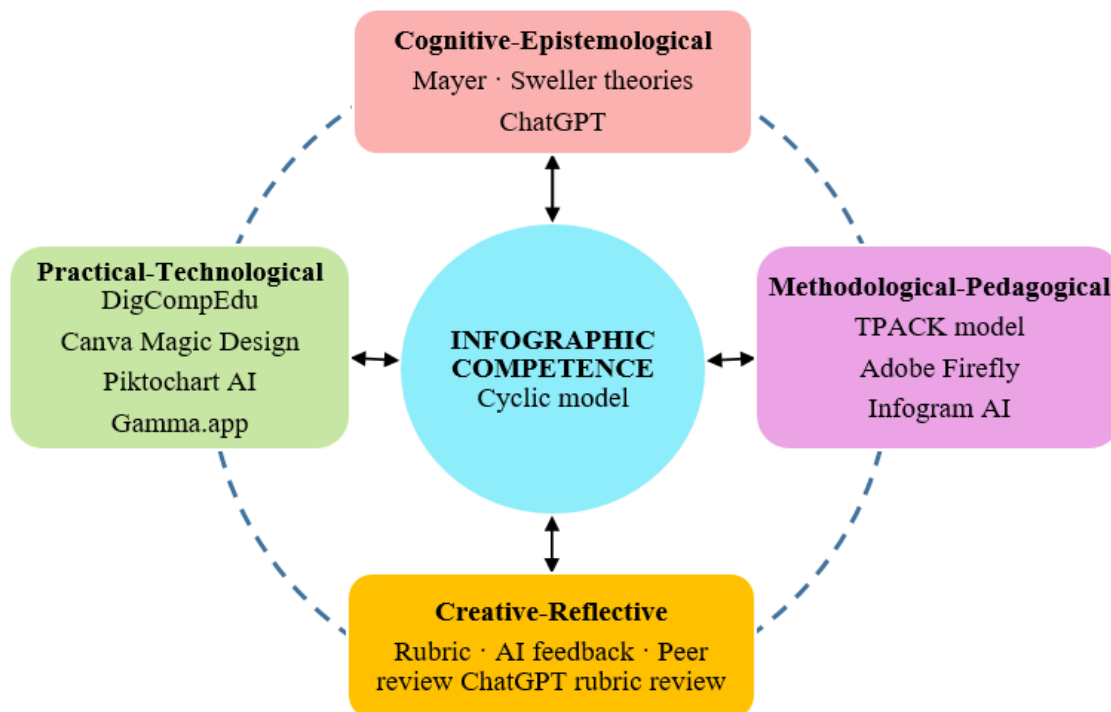 Cognitive-Epistemological
Mayer · Sweller theories
ChatGPT
Practical-Technological
DigCompEdu
Canva Magic Design
Piktochart AI
Gamma.app
INFOGRAPHIC
COMPETENCE
Cyclic model
Methodological-Pedagogical
TPACK model
Adobe Firefly
Infogram AI
Creative-Reflective
Rubric · AI feedback · Peer
review ChatGPT rubric review